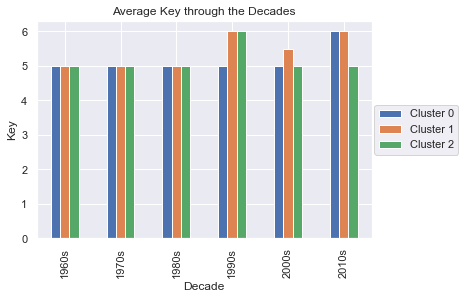 Average Key through the Decades
6
5
4
3
2
1
0
Key
1960s
1970s
1980s
1990s
2000s
2010s
Decade
Cluster 0
Cluster 1
Cluster 2